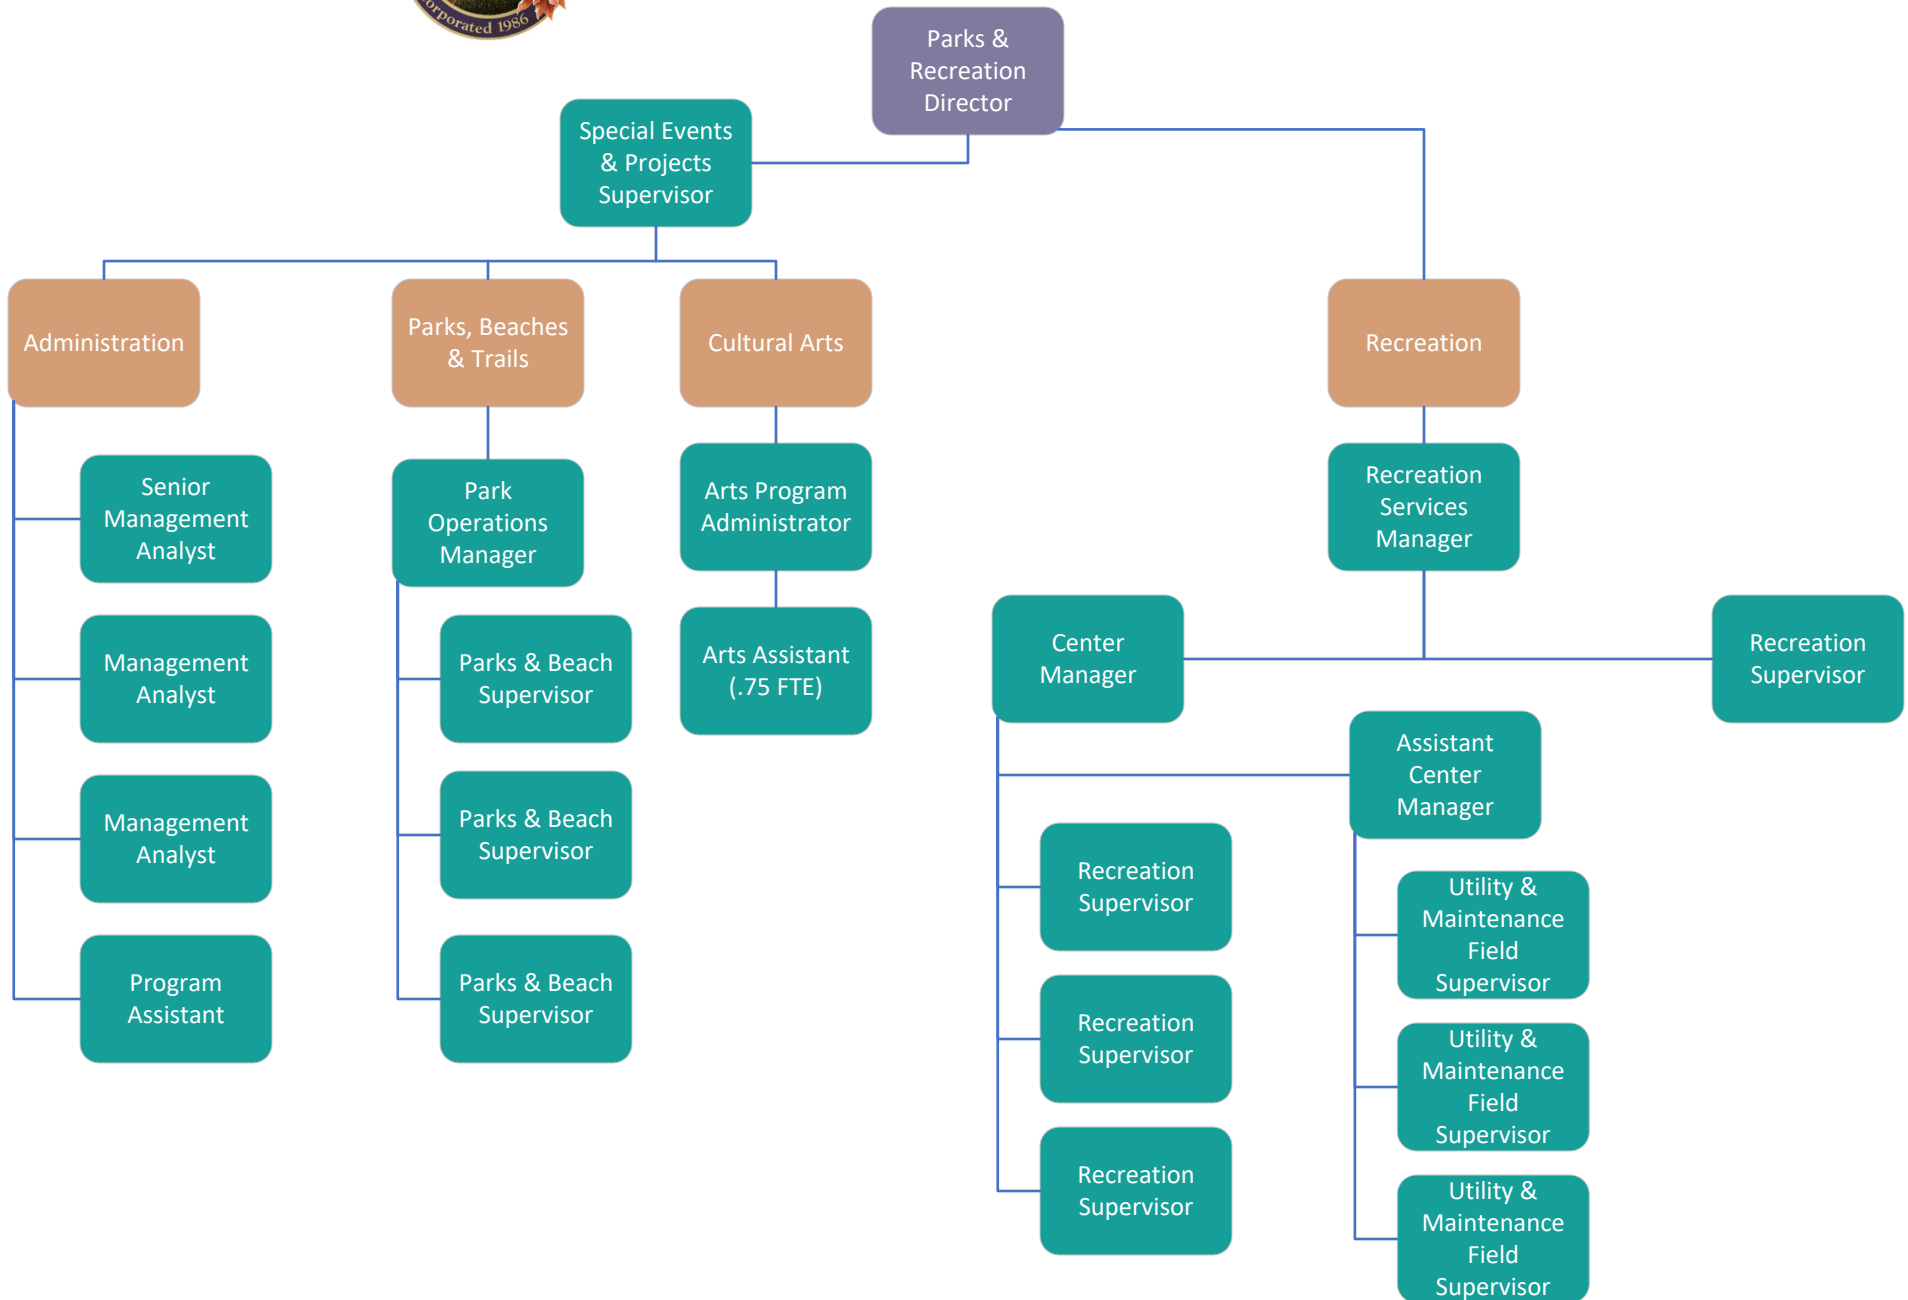 orporated 1986
Parks &
Recreation
Director
Special Events
& Projects
Supervisor
Administration
Parks, Beaches
& Trails
Cultural Arts
Recreation
Senior
Management
Analyst
Management
Analyst
Management
Analyst
Program
Assistant
Park
Operations
Manager
Parks & Beach
Supervisor
Parks & Beach
Supervisor
Parks & Beach
Supervisor
Arts Program
Administrator
Arts Assistant
(.75 FTE)
Recreation
Services
Manager
Center
Manager
Recreation
Supervisor
Assistant
Center
Manager
Recreation
Supervisor
Recreation
Supervisor
Recreation
Supervisor
Utility &
Maintenance
Field
Supervisor
Utility &
Maintenance
Field
Supervisor
Utility &
Maintenance
Field
Supervisor